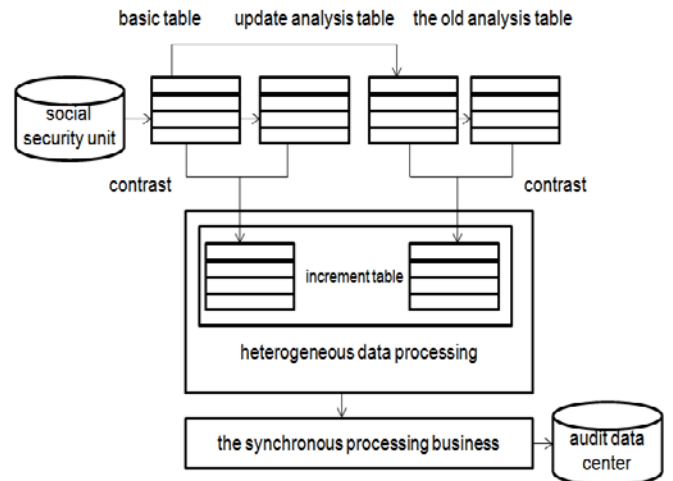 basic table update analysis table the old analysis table
social
security unit
contrast contrast
increment table
heterogeneous data processing
the synchronous processing business
audit data
center